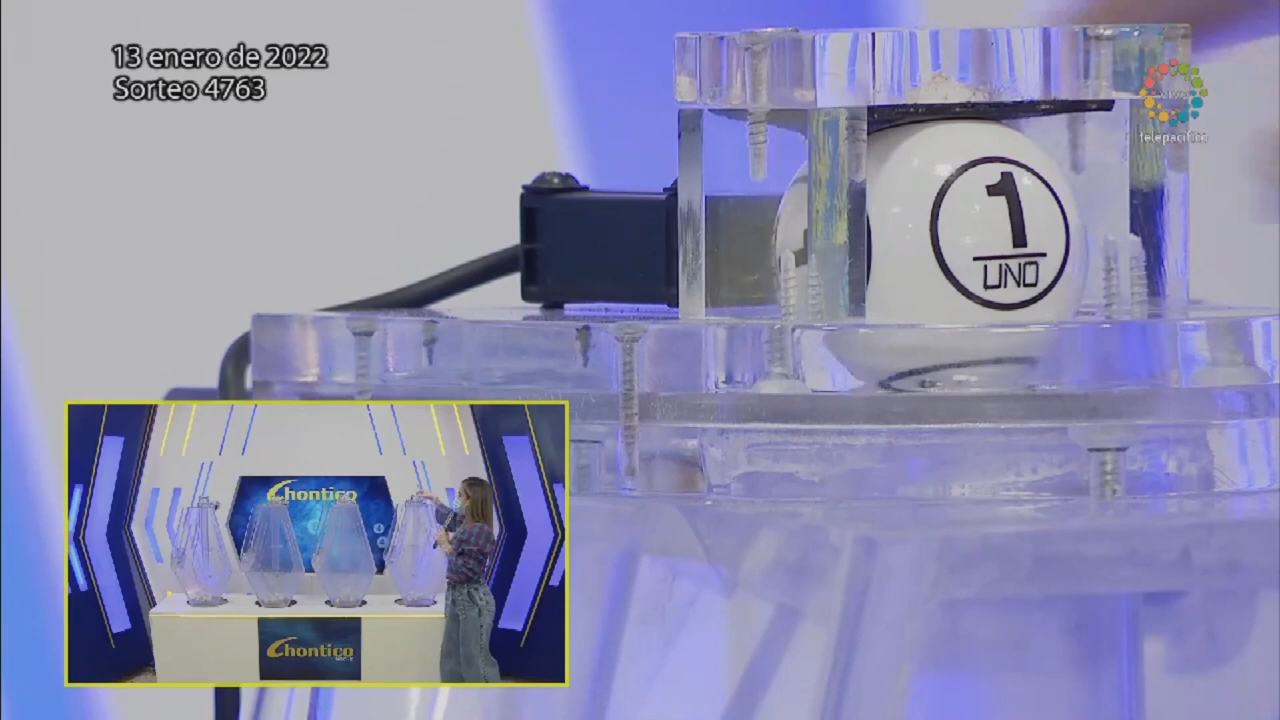 13 enero de 2022
Sorteo 4763
telepacífico
1
UNO
Chontico
Chontico